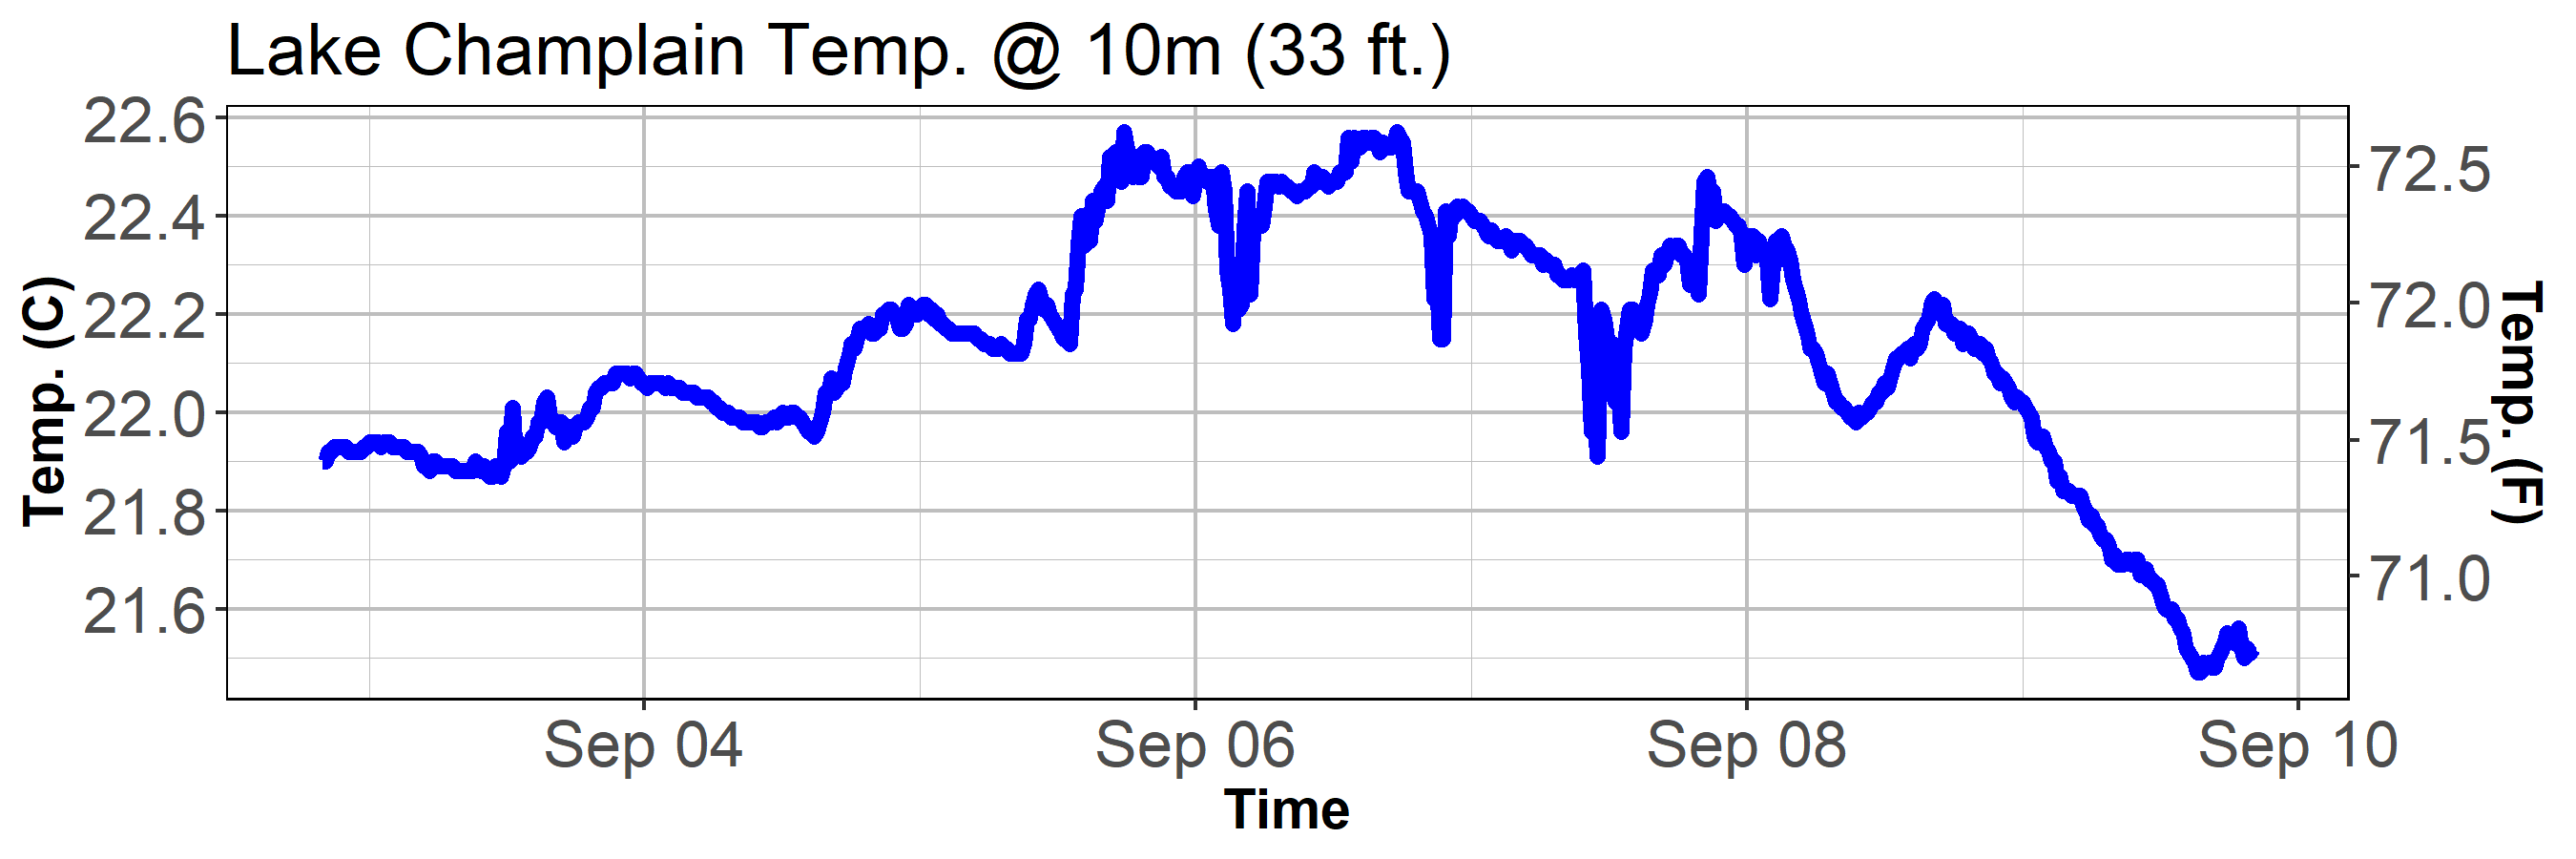 Lake Champlain Temp. @ 10m (33 ft.)
Temp. (C)
22.6
22.4
22.2
22.0
21.8
21.6
72.5
72.0
71.5
71.0
Temp. (F)
Sep 04
Sep 06
Sep 08
Sep 10
Time